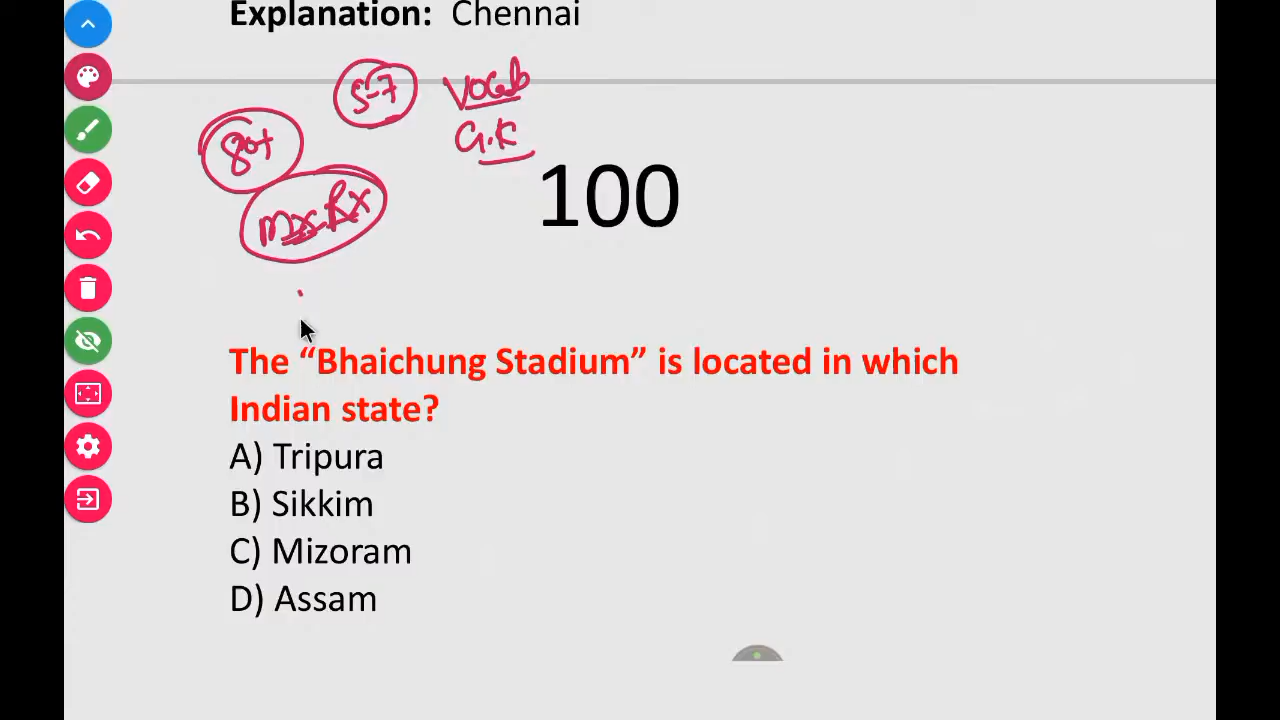 Explanation: Chennai
5-7 Vocab
80+ G.K
100
The “Bhaichung Stadium” is located in which
Indian state?
A) Tripura
B) Sikkim
C) Mizoram
D) Assam